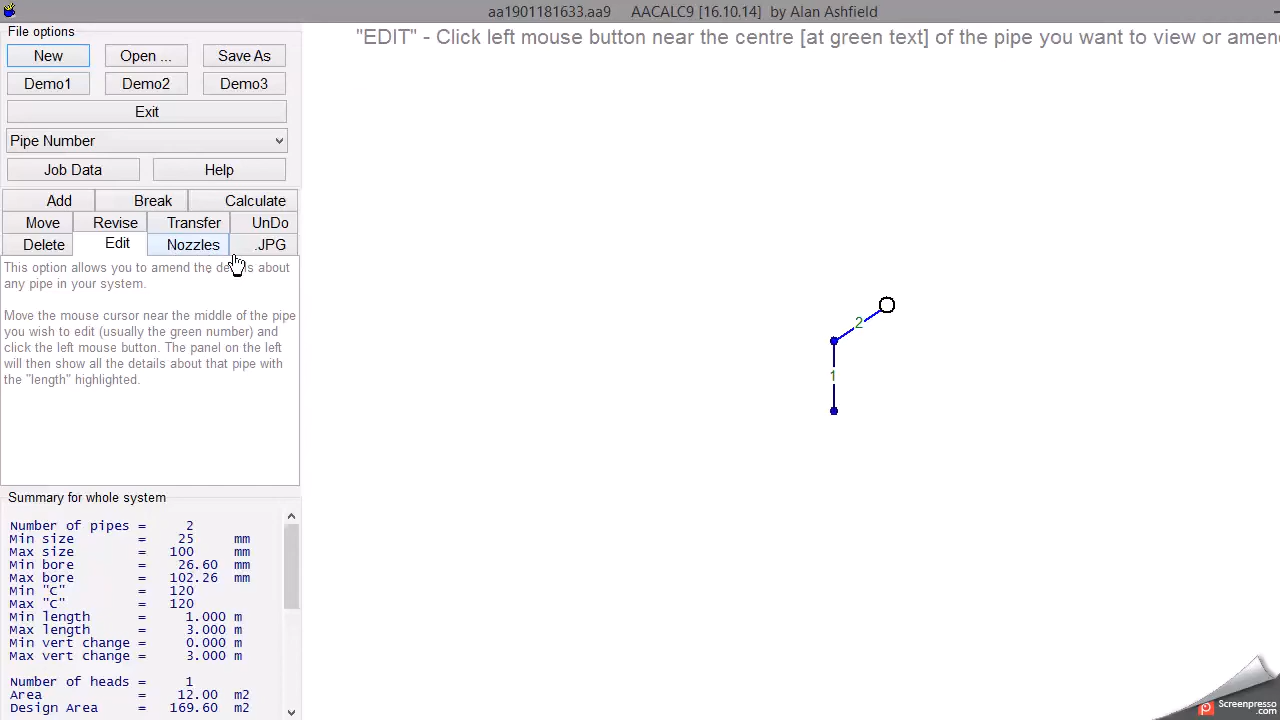 aa1901181633.aa9 AACALC9 [16.10.14] by Alan Ashfield
File options
"EDIT" - Click left mouse button near the centre [at green text] of the pipe you want to view or amen
New Open ... Save As
Demo1 Demo2 Demo3
Exit
Pipe Number
Job Data Help
Add Break Calculate
Move Revise Transfer UnDo
Delete Edit Nozzles .JPG
This option allows you to amend the details about
any pipe in your system.
Move the mouse cursor near the middle of the pipe
you wish to edit (usually the green number) and
click the left mouse button. The panel on the left
will then show all the details about that pipe with
the "length" highlighted.
2
1
Summary for whole system
Number of pipes = 2
Min size = 25 mm
Max size = 100 mm
Min bore = 26.60 mm
Max bore = 102.26 mm
Min "C" = 120
Max "C" = 120
Min length = 1.000 m
Max length = 3.000 m
Min vert change = 0.000 m
Max vert change = 3.000 m
Number of heads = 1
Area = 12.00 m2
Design Area = 169.60 m2
Screenpresso
.com